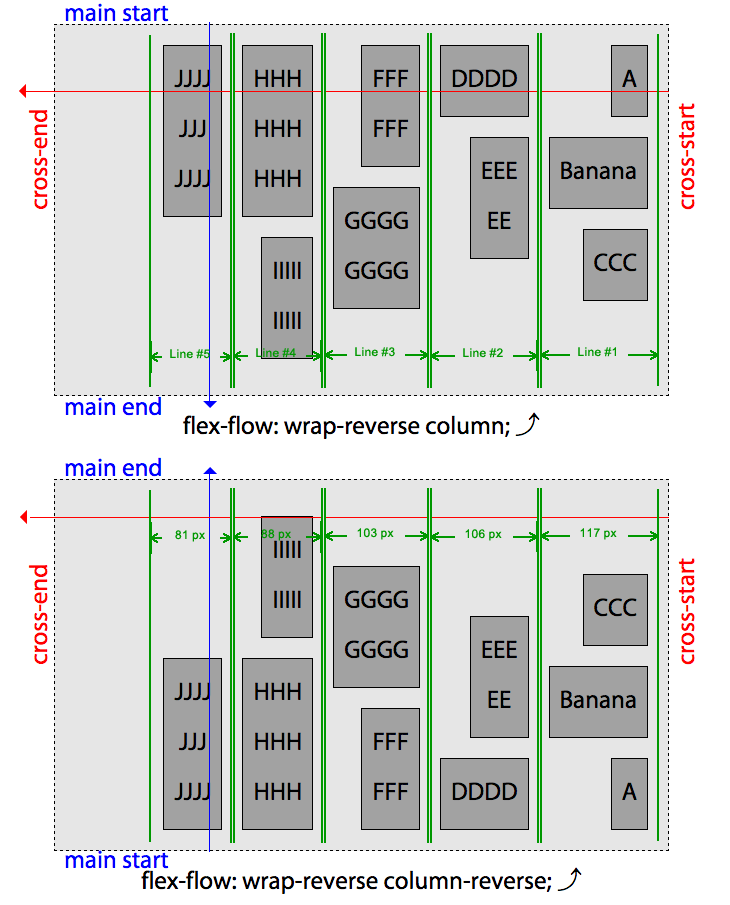 main start
JJJJ
JJJ
JJJJ
HHH
HHH
HHH
FFF
FFF
DDDD
A
EEE
EE
Banana
GGGG
GGGG
CCC
IIIII
IIIII
cross-end
cross-start
Line #5
Line #4
Line #3
Line #2
Line #1
main end
flex-flow: wrap-reverse column;
main end
81 px
88 px
103 px
106 px
117 px
IIIII
IIIII
GGGG
GGGG
CCC
EEE
EE
Banana
cross-end
cross-start
JJJJ
JJJ
JJJJ
HHH
HHH
HHH
FFF
FFF
DDDD
A
main start
flex-flow: wrap-reverse column-reverse;